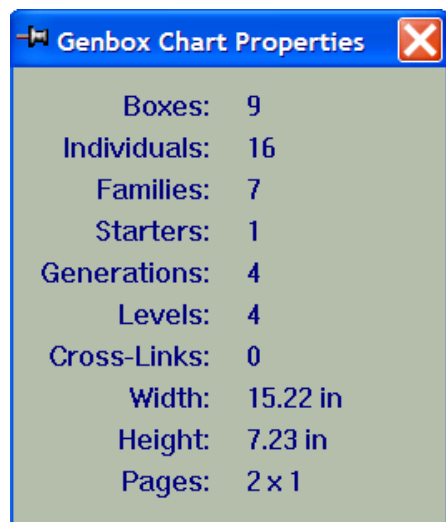 Genbox Chart Properties
Boxes: 9
Individuals: 16
Families: 7
Starters: 1
Generations: 4
Levels: 4
Cross-Links: 0
Width: 15.22 in
Height: 7.23 in
Pages: 2 x 1